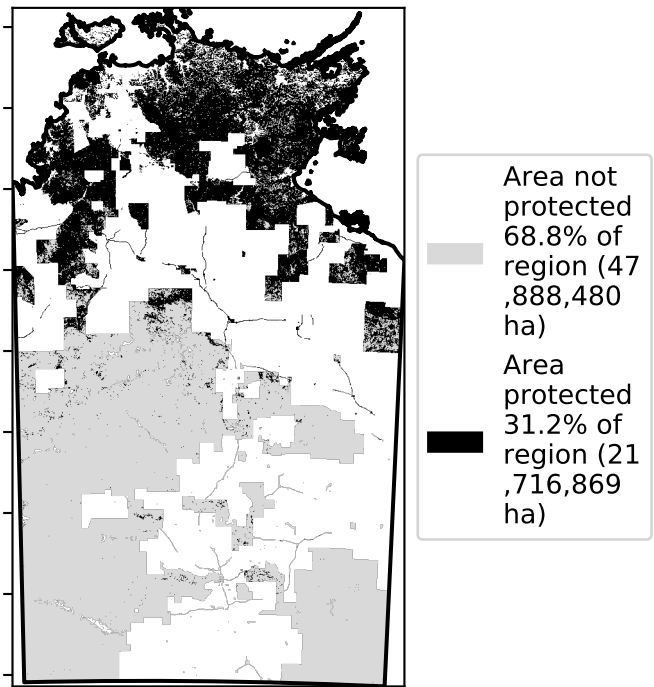 Area not
protected
68.8% of
region (47
,888,480
ha)
Area
protected
31.2% of
region (21
,716,869
ha)